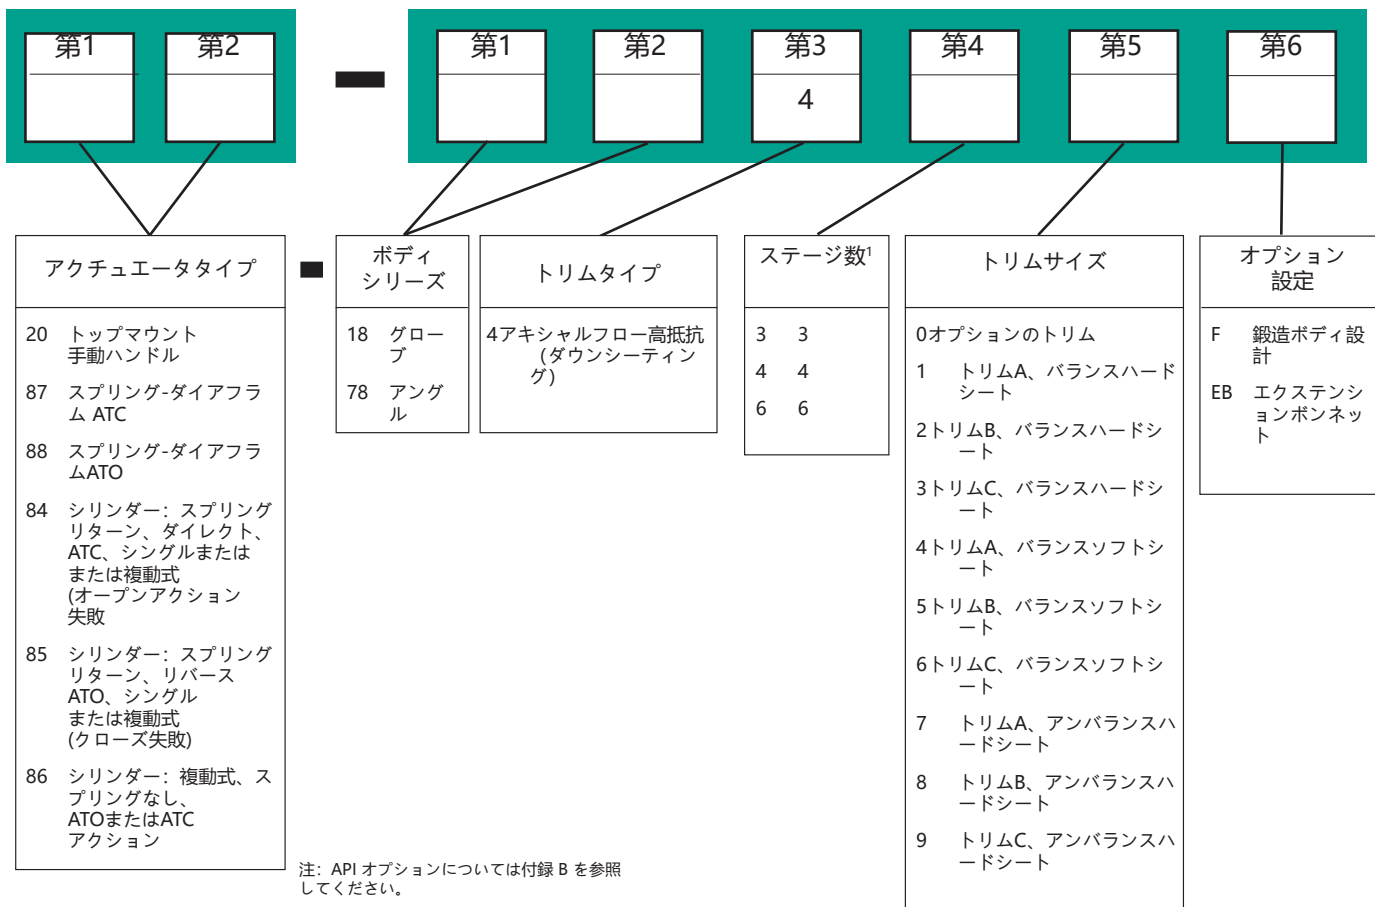 第1
第2
第1
第2
第3
第4
第5
第6
4
アクチュエータタイプ
20 トップマウント
手動ハンドル
87 スプリング-ダイアフラ
ム ATC
88 スプリング-ダイアフラ
ムATO
84 シリンダー：スプリング
リターン、ダイレクト、
ATC、シングルまたは
または複動式
(オープンアクション
失敗
85 シリンダー：スプリング
リターン、リバース
ATO、シングル
または複動式
(クローズ失敗)
86 シリンダー：複動式、ス
プリングなし、
ATOまたはATC
アクション
ボディ
シリーズ
18 グロー
ブ
78 アング
ル
トリムタイプ
4アキシャルフロー高抵抗
（ダウンシーティン
グ）
ステージ数1
3 3
4 4
6 6
トリムサイズ
0オプションのトリム
1 トリムA、バランスハード
シート
2トリムB、バランスハードシ
ート
3トリムC、バランスハードシ
ート
4トリムA、バランスソフトシ
ート
5トリムB、バランスソフトシ
ート
6トリムC、バランスソフトシ
ート
7 トリムA、アンバランスハ
ードシート
8 トリムB、アンバランスハ
ードシート
9 トリムC、アンバランスハ
ードシート
オプション
設定
F 鍛造ボディ設
計
EB エクステンシ
ョンボンネッ
ト
注：API オプションについては付録 B を参照
してください。